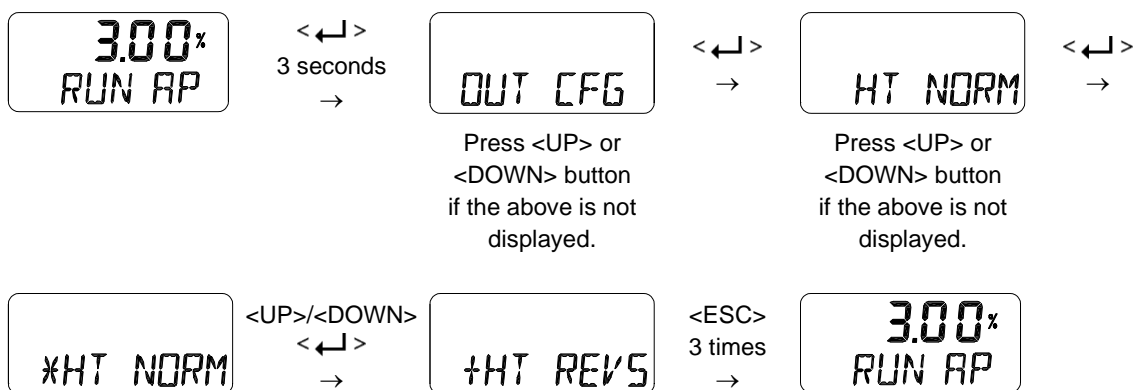 3.00%
RUN AP
<↵>
3 seconds
→
OUT CFG
Press <UP> or
<DOWN> button
if the above is not
displayed.
<↵>
→
HT NORM
Press <UP> or
<DOWN> button
if the above is not
displayed.
<↵>
→
*HT NORM
<UP>/<DOWN>
<↵>
→
+HT REVS
<ESC>
3 times
→
3.00%
RUN AP